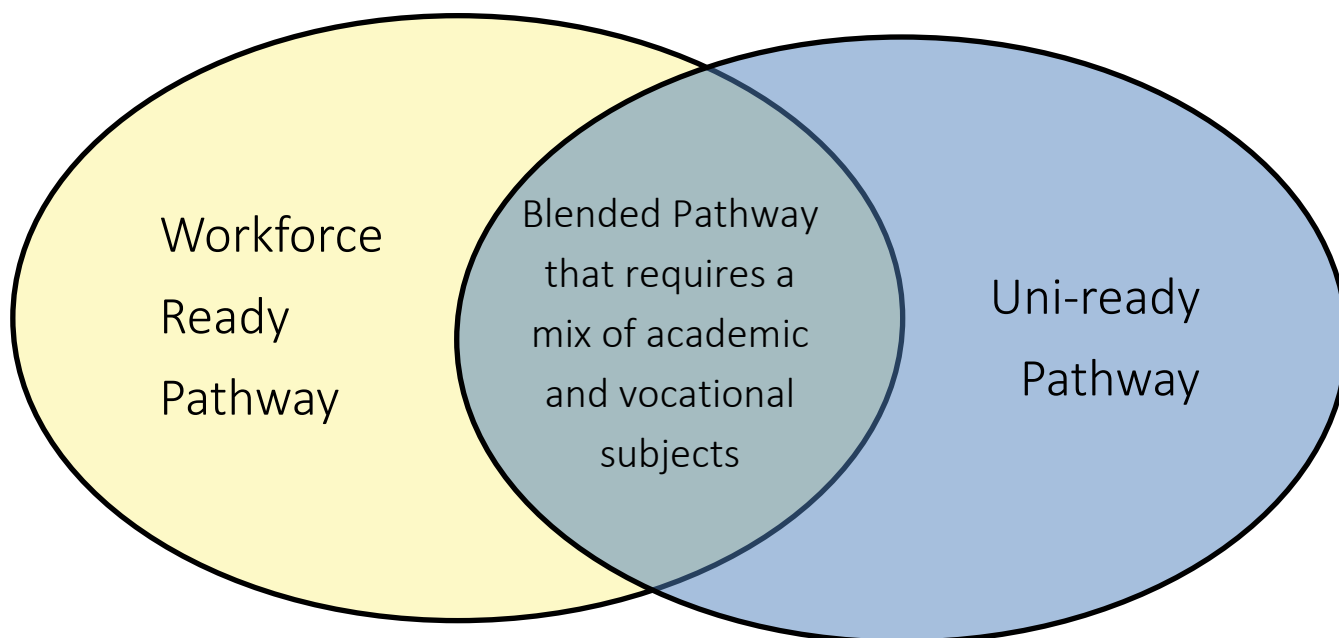 Workforce
Ready
Pathway
Blended Pathway
that requires a
mix of academic
and vocational
subjects
Uni-ready
Pathway